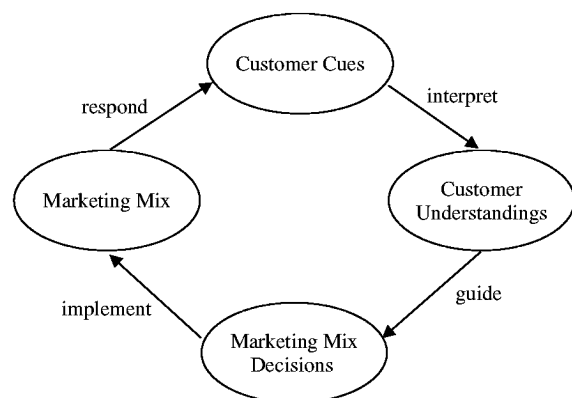 Customer Cues
respond
interpret
Marketing Mix
Customer
Understandings
implement
guide
Marketing Mix
Decisions